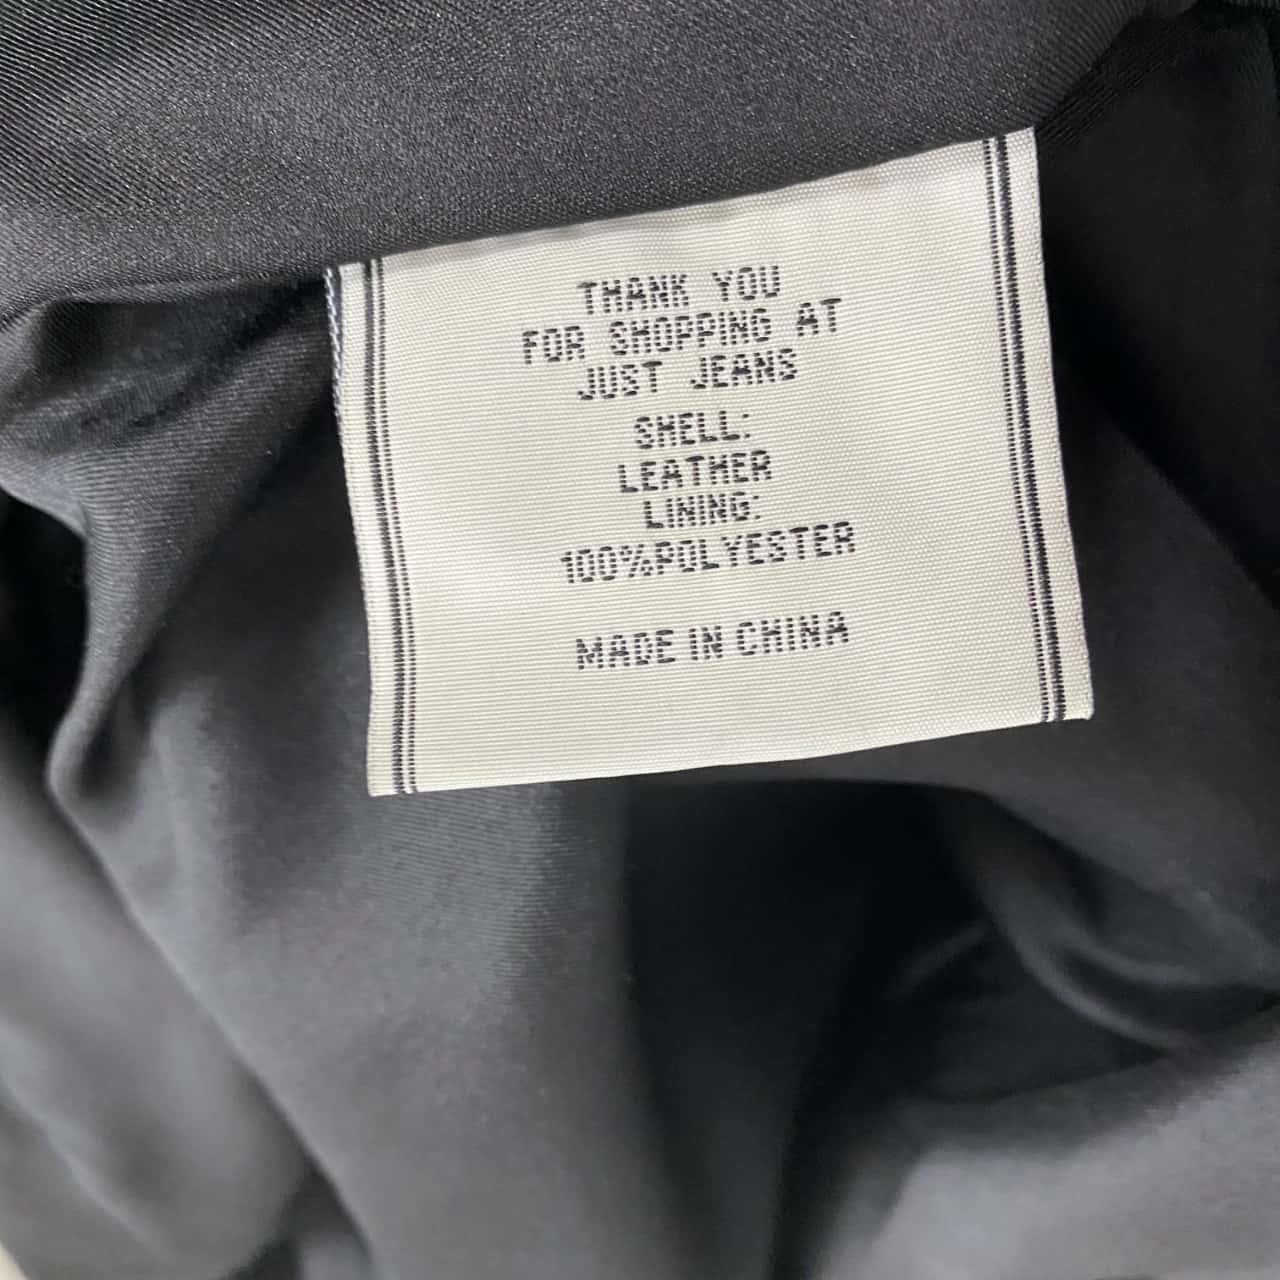 THANK YOU
FOR SHOPPING AT
JUST JEANS
SHELL:
LEATHER
LINING:
100%POLYESTER
MADE IN CHINA